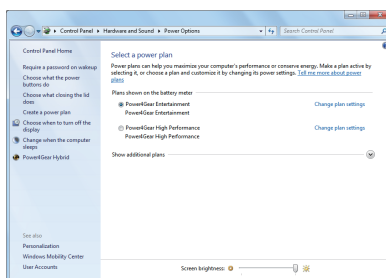 Control Panel ▸ Hardware and Sound ▸ Power Options
Search Control Panel
Control Panel Home
Require a password on wakeup
Choose what the power
buttons do
Choose what closing the lid
does
Create a power plan
Choose when to turn off the
display
Change when the computer
sleeps
Power4Gear Hybrid
See also
Personalization
Windows Mobility Center
User Accounts
Select a power plan
Power plans can help you maximize your computer's performance or conserve energy. Make a plan active by
selecting it, or choose a plan and customize it by changing its power settings. Tell me more about power
plans
Plans shown on the battery meter
Power4Gear Entertainment Change plan settings
Power4Gear Entertainment
Power4Gear High Performance Change plan settings
Power4Gear High Performance
Show additional plans
Screen brightness: